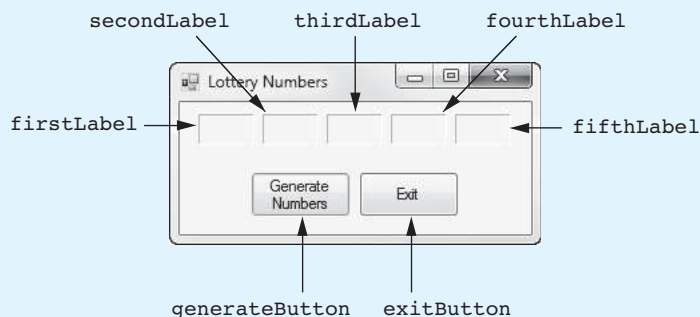 secondLabel thirdLabel fourthLabel
Lottery Numbers
firstLabel fifthLabel
Generate
Numbers
Exit
generateButton exitButton